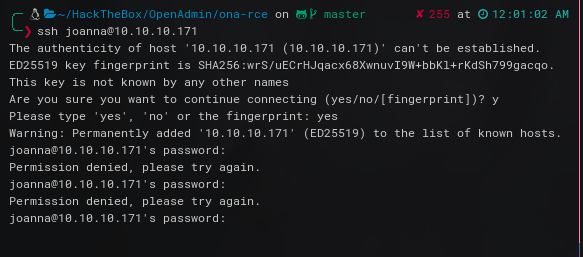 ~/HackTheBox/OpenAdmin/ona-rce on master ✘ 255 at 12:01:02 AM
❯ ssh joanna@10.10.10.171
The authenticity of host '10.10.10.171 (10.10.10.171)' can't be established.
ED25519 key fingerprint is SHA256:wrS/uECrHJqacx68XwnuvI9W+bbKl+rKdSh799gacqo.
This key is not known by any other names
Are you sure you want to continue connecting (yes/no/[fingerprint])? y
Please type 'yes', 'no' or the fingerprint: yes
Warning: Permanently added '10.10.10.171' (ED25519) to the list of known hosts.
joanna@10.10.10.171's password:
Permission denied, please try again.
joanna@10.10.10.171's password:
Permission denied, please try again.
joanna@10.10.10.171's password: